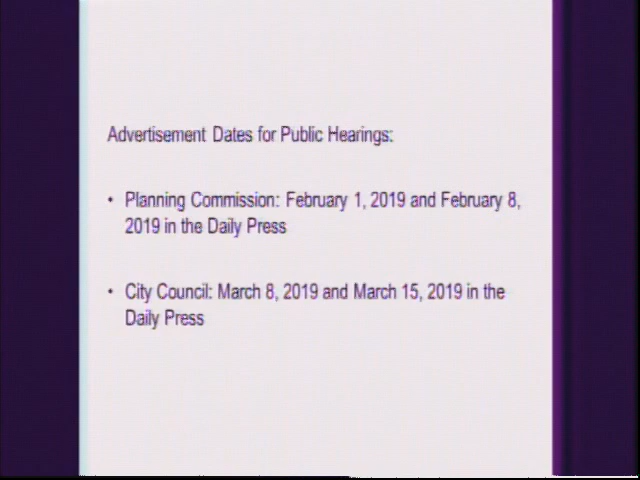 Advertisement Dates for Public Hearings:
• Planning Commission: February 1, 2019 and February 8,
2019 in the Daily Press
• City Council: March 8, 2019 and March 15, 2019 in the
Daily Press